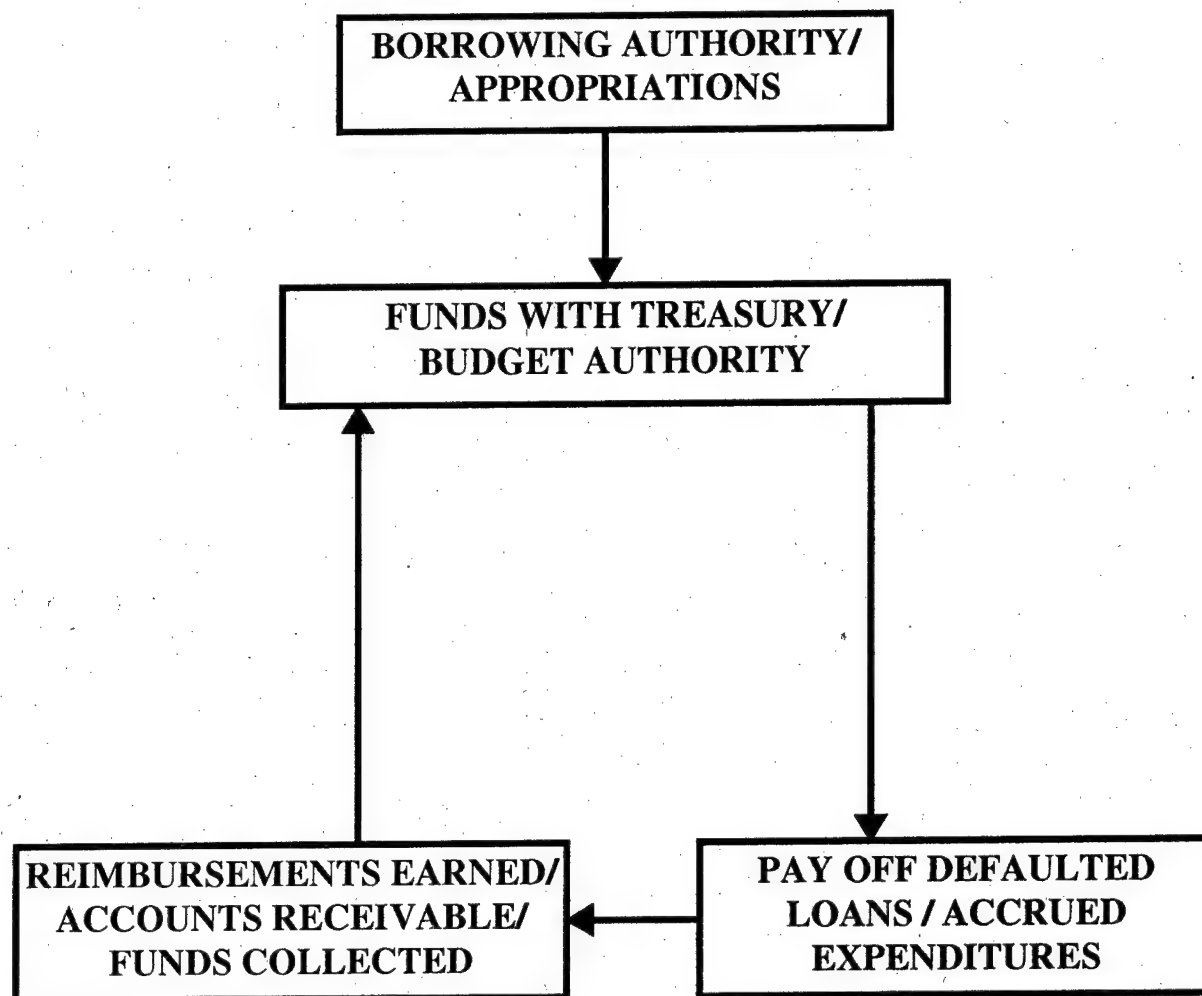 BORROWING AUTHORITY/
APPROPRIATIONS
FUNDS WITH TREASURY/
BUDGET AUTHORITY
REIMBURSEMENTS EARNED/
ACCOUNTS RECEIVABLE/
FUNDS COLLECTED
PAY OFF DEFAULTED
LOANS / ACCRUED
EXPENDITURES